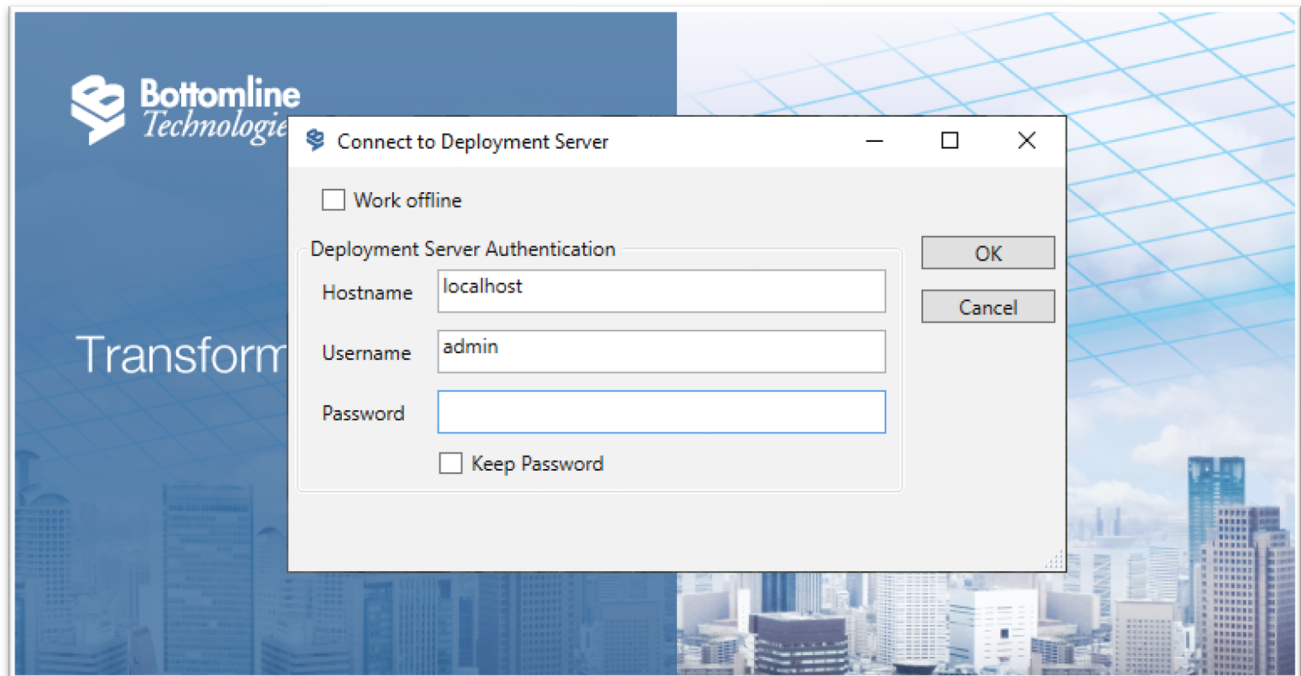 Bottomline
Technologie
Connect to Deployment Server
Work offline
Deployment Server Authentication
OK
Hostname
localhost
Cancel
Transform
Username
admin
Password
Keep Password